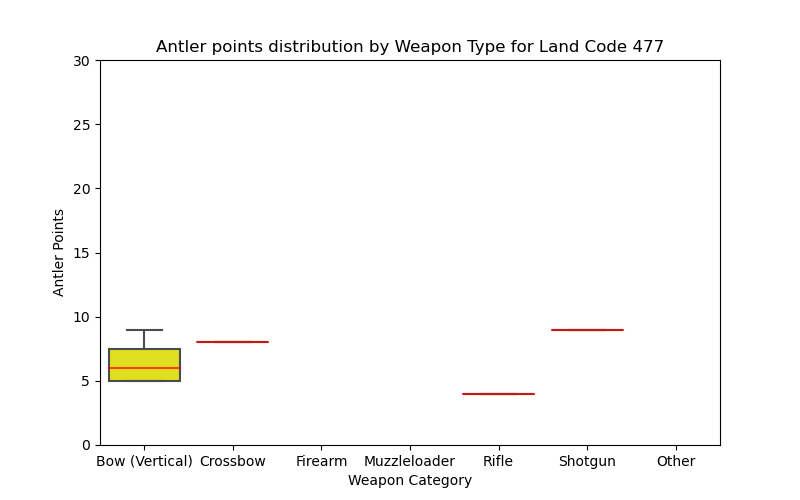 Antler points distribution by Weapon Type for Land Code 477
30
25
20
15
10
5
0
Antler Points
Bow (Vertical) Crossbow Firearm Muzzleloader Rifle Shotgun Other
Weapon Category